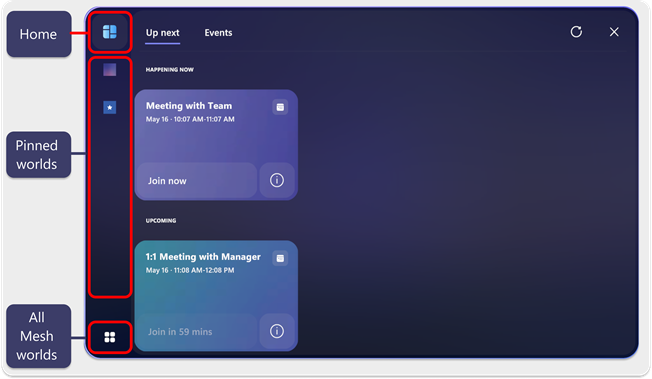 Home
Up next
Events
HAPPENING NOW
Meeting with Team
May 16 · 10:07 AM-11:07 AM
Join now
Pinned
worlds
UPCOMING
1:1 Meeting with Manager
May 16 · 11:08 AM-12:08 PM
Join in 59 mins
All
Mesh
worlds